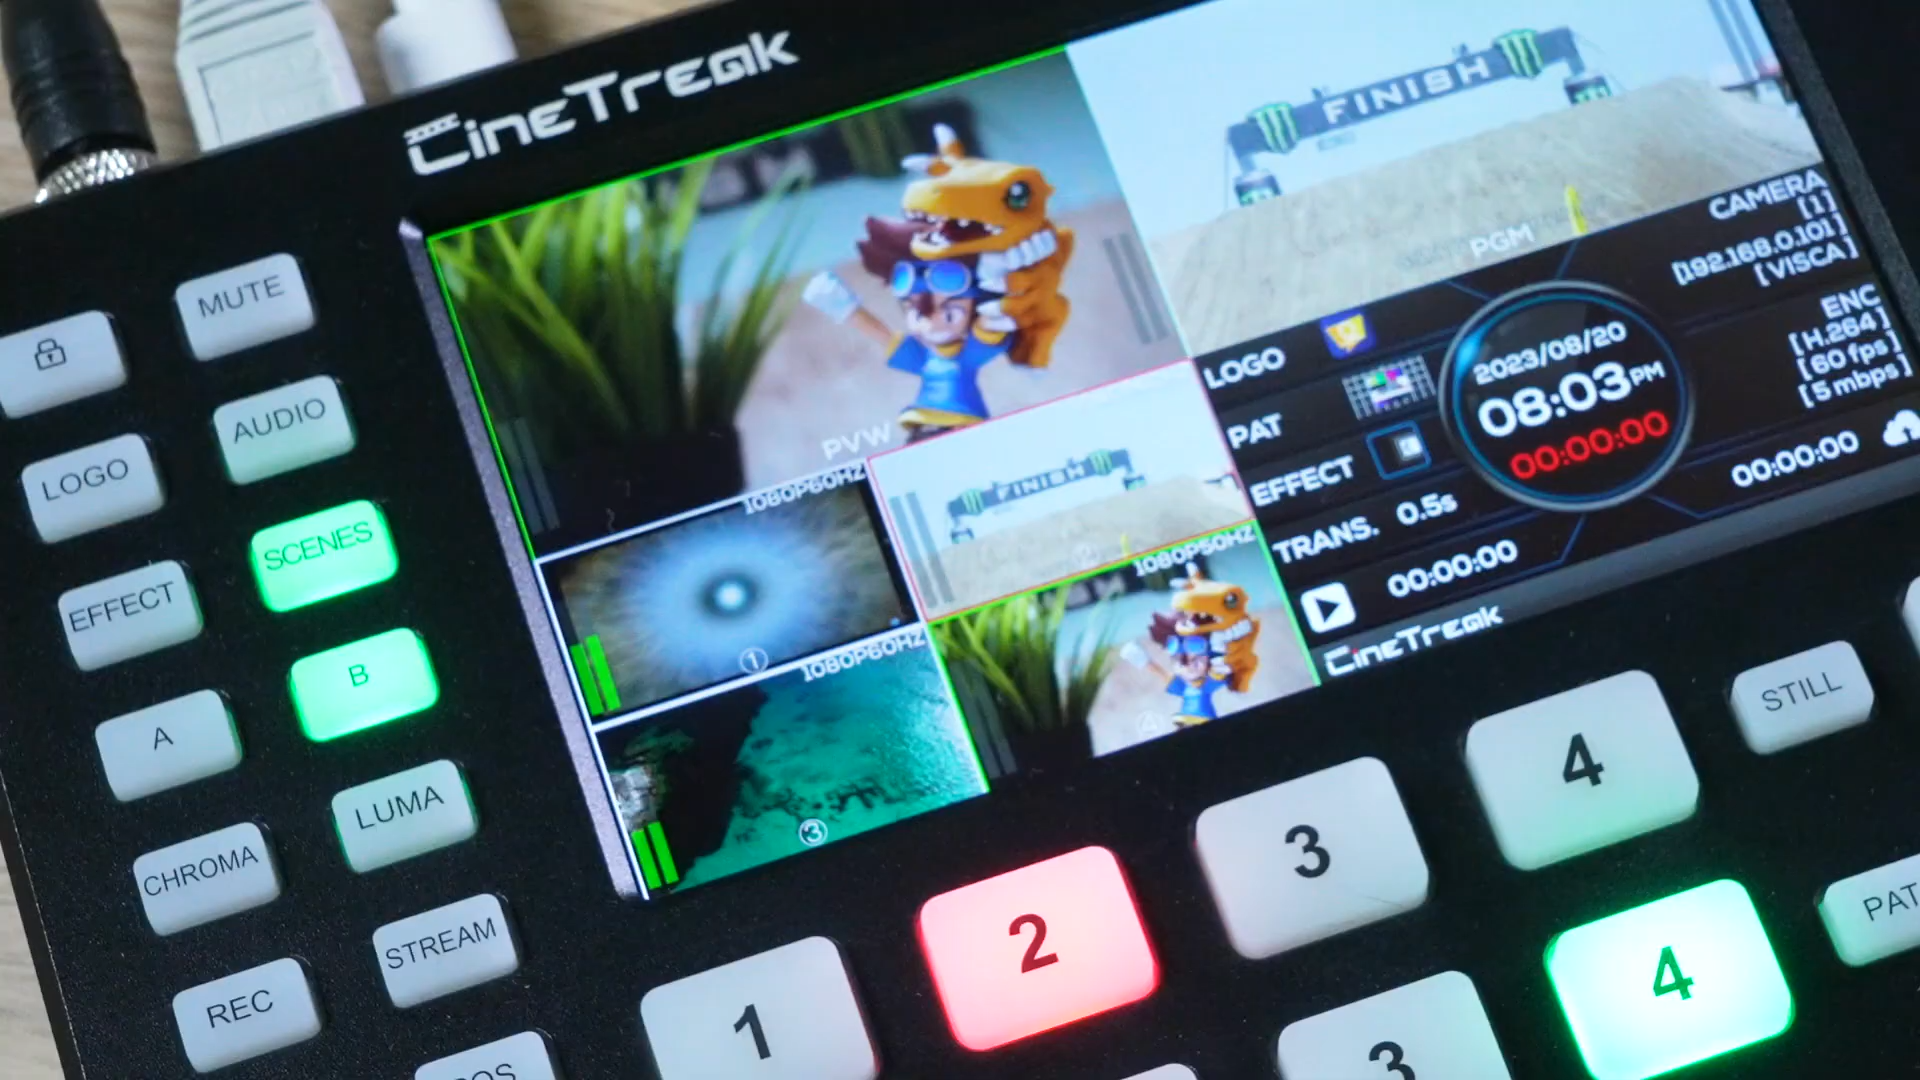 CineTreak
MUTE
AUDIO
LOGO
SCENES
EFFECT
B
A
LUMA
CHROMA
STREAM
REC
FINISH
PGM
PVW
1080P60HZ
①
1080P60HZ
③
FINISH
1080P50HZ
CAMERA
[1]
[192.168.0.101]
[VISCA]
ENC
[H.264]
[60 fps]
[5 mbps]
LOGO
PAT
EFFECT
TRANS. 0.5s
2023/08/20
08:03PM
00:00:00
00:00:00
00:00:00
CineTreak
STILL
1
2
3
4
3
4